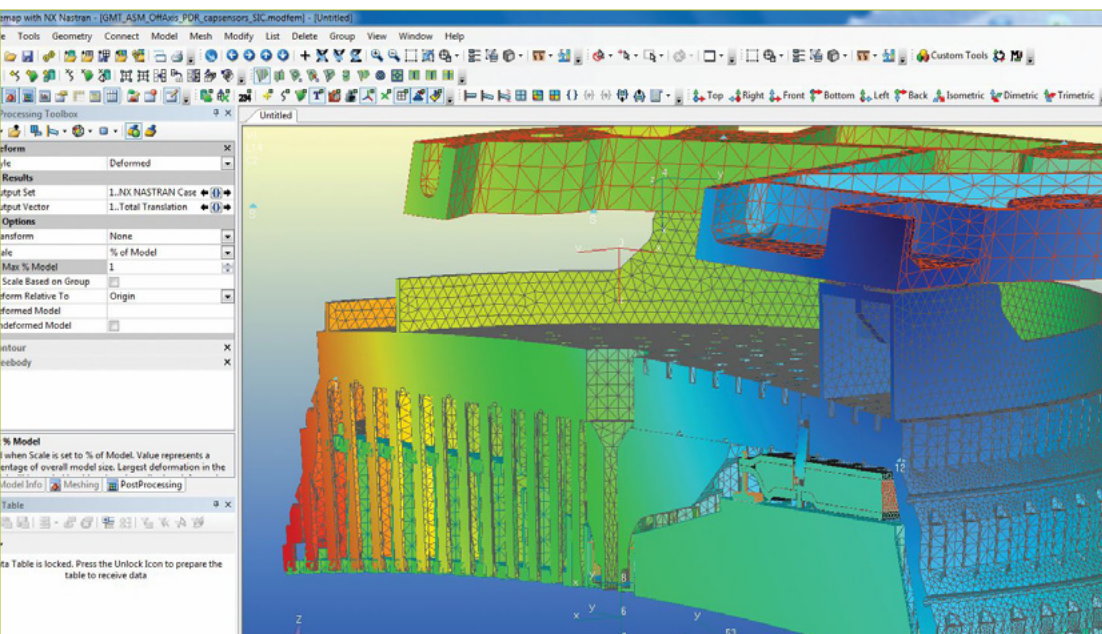 emap with NX Nastran - [GMT_ASM_OffAxis_PDR_capsensors_SIC.modfem] - [Untitled]
e Tools Geometry Connect Model Mesh Modify List Delete Group View Window Help
Custom Tools
Top Right Front Bottom Left Back Isometric Dimetric Trimetric
Processing Toolbox
Untitled
eform
yle Deformed
Results
utput Set 1..NX NASTRAN Case
utput Vector 1..Total Translation
Options
ansform None
ale % of Model
Max % Model 1
Scale Based on Group
form Relative To Origin
eformed Model
ndeformed Model
ontour
eebody
% Model
l when Scale is set to % of Model. Value represents a
entage of overall model size. Largest deformation in the
Model Info Meshing PostProcessing
Table
ta Table is locked. Press the Unlock Icon to prepare the
table to receive data
12
8
Y 6
X
Y
Z